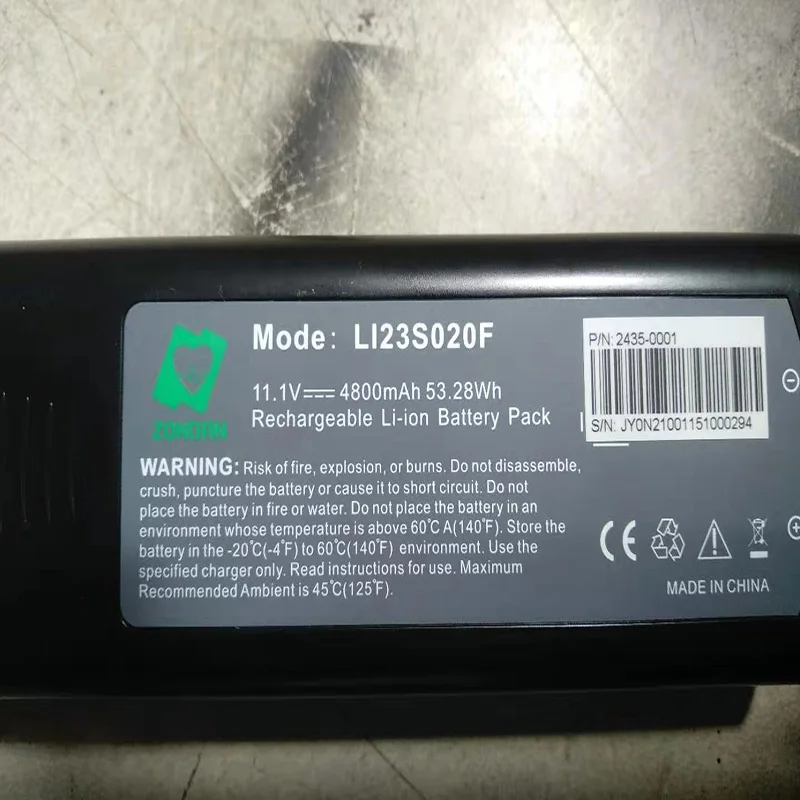 Mode: LI23S020F
11.1V⎓ 4800mAh 53.28Wh
Rechargeable Li-ion Battery Pack
P/N: 2435-0001
S/N: JY0N21001151000294
ZONDAN
WARNING: Risk of fire, explosion, or burns. Do not disassemble,
crush, puncture the battery or cause it to short circuit. Do not
place the battery in fire or water. Do not place the battery in an
environment whose temperature is above 60℃ A(140℉). Store the
battery in the -20℃(-4℉) to 60℃(140℉) environment. Use the
specified charger only. Read instructions for use. Maximum
Recommended Ambient is 45℃(125℉).
CE
MADE IN CHINA